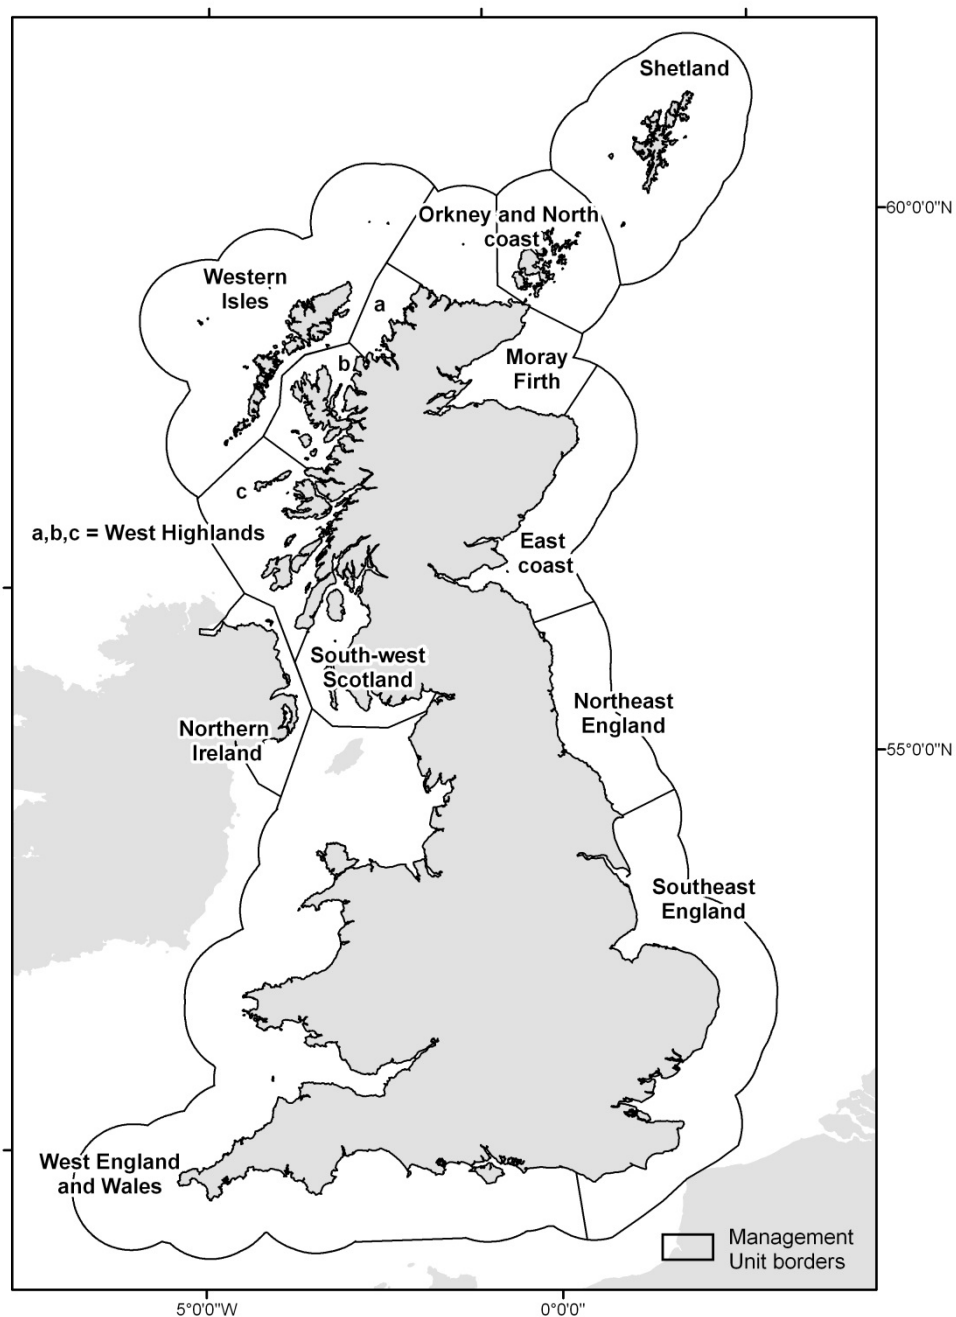 Shetland
60°0'0"N
Orkney and North
coast
Western
Isles
a
Moray
Firth
b
c
a,b,c = West Highlands
East
coast
South-west
Scotland
Northeast
England
Northern
Ireland
55°0'0"N
Southeast
England
West England
and Wales
Management
Unit borders
5°0'0"W
0°0'0"